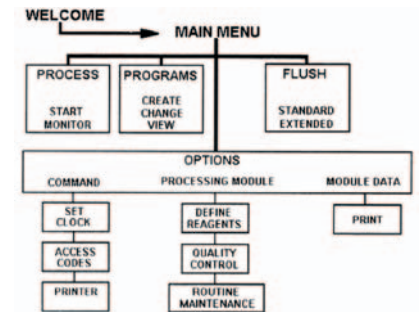 WELCOME
MAIN MENU
PROCESS
START
MONITOR
PROGRAMS
CREATE
CHANGE
VIEW
FLUSH
STANDARD
EXTENDED
OPTIONS
COMMAND
PROCESSING MODULE
MODULE DATA
SET
CLOCK
DEFINE
REAGENTS
PRINT
ACCESS
CODES
QUALITY
CONTROL
PRINTER
ROUTINE
MAINTENANCE